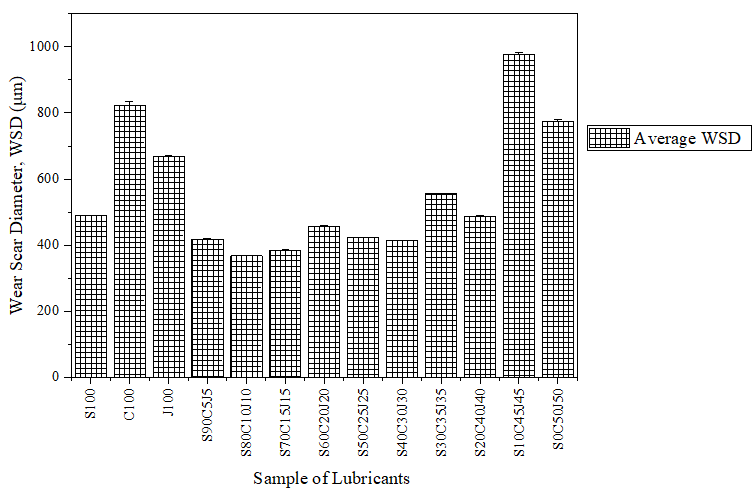 Wear Scar Diameter, WSD (μm)
1000
800
600
400
200
0
S100
C100
J100
S90C5J5
S80C10J10
S70C15J15
S60C20J20
S50C25J25
S40C30J30
S30C35J35
S20C40J40
S10C45J45
S0C50J50
Sample of Lubricants
Average WSD